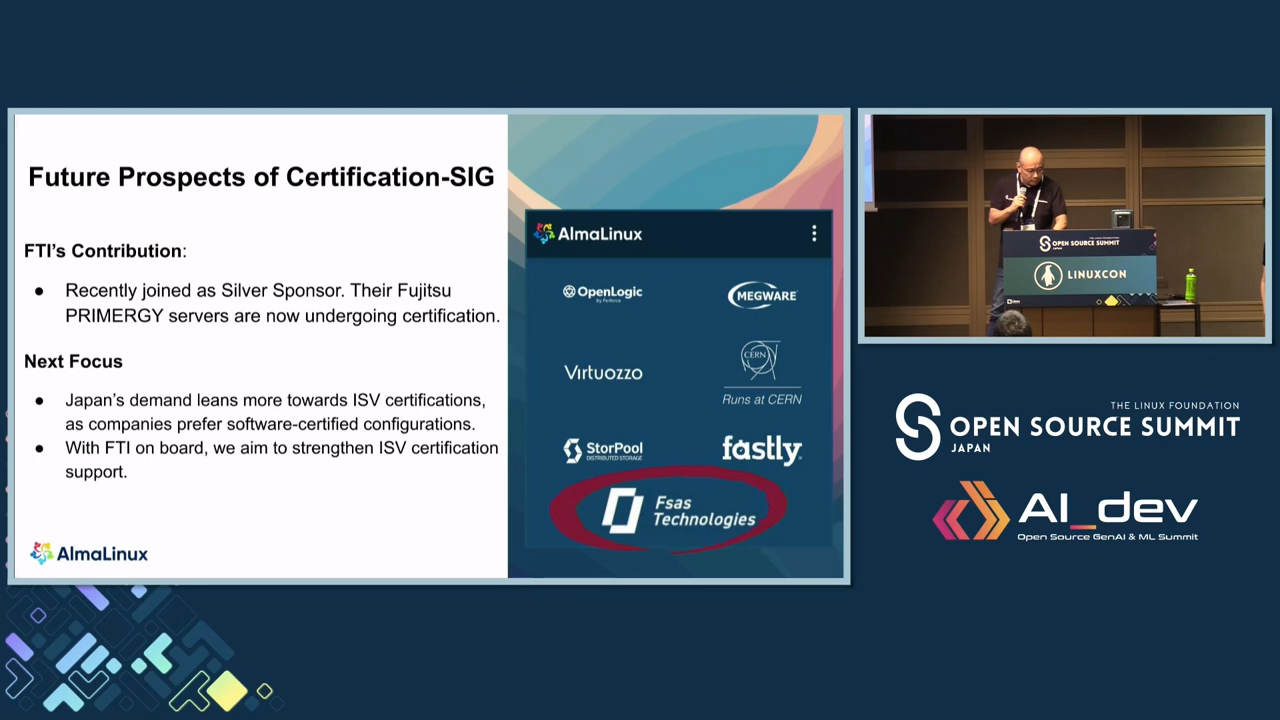 Future Prospects of Certification-SIG
FTI's Contribution:
● Recently joined as Silver Sponsor. Their Fujitsu
PRIMERGY servers are now undergoing certification.
Next Focus
● Japan's demand leans more towards ISV certifications,
as companies prefer software-certified configurations.
● With FTI on board, we aim to strengthen ISV certification
support.
AlmaLinux
AlmaLinux
OpenLogic
by Perforce
MEGWARE
Virtuozzo
CERN
Runs at CERN
StorPool
DISTRIBUTED STORAGE
fastly
Fsas
Technologies
OPEN SOURCE SUMMIT
LINUXCON
THE LINUX FOUNDATION
OPEN SOURCE SUMMIT
JAPAN
AI_dev
Open Source GenAI & ML Summit